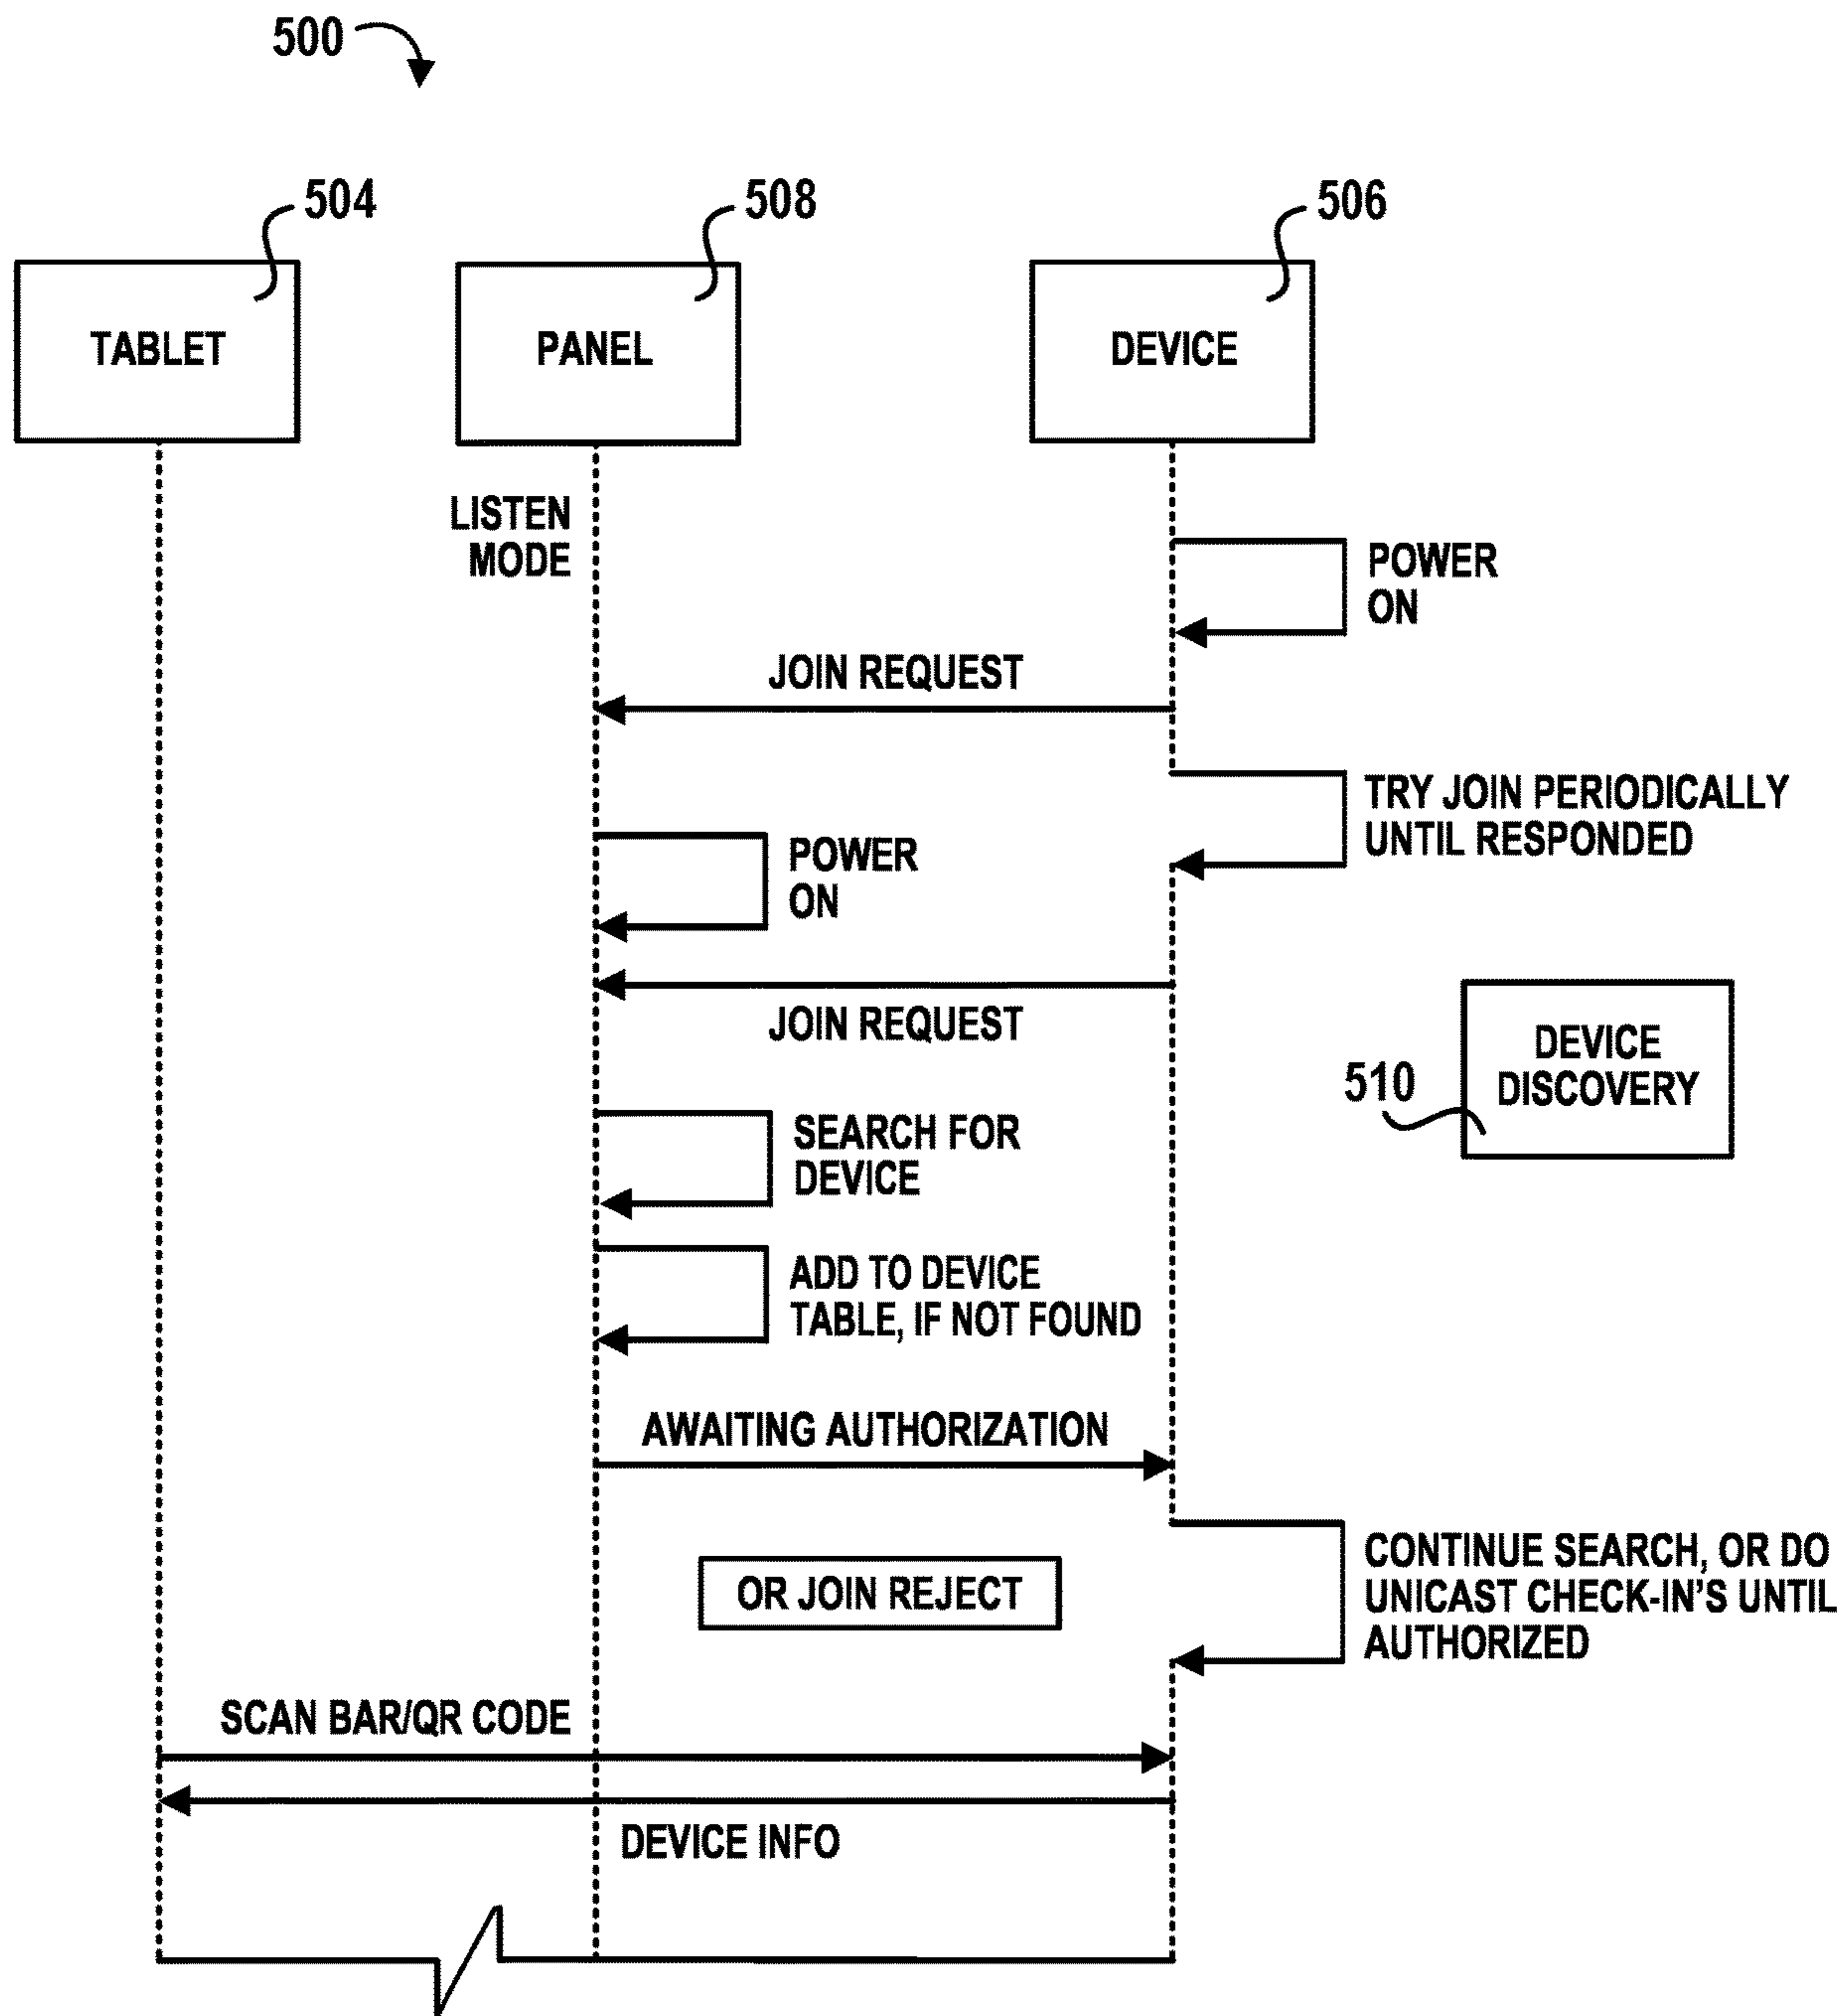 500
504
508
506
TABLET
PANEL
DEVICE
LISTEN
MODE
POWER
ON
JOIN REQUEST
TRY JOIN PERIODICALLY
UNTIL RESPONDED
POWER
ON
JOIN REQUEST
DEVICE
DISCOVERY
510
SEARCH FOR
DEVICE
ADD TO DEVICE
TABLE, IF NOT FOUND
AWAITING AUTHORIZATION
OR JOIN REJECT
CONTINUE SEARCH, OR DO
UNICAST CHECK-IN'S UNTIL
AUTHORIZED
SCAN BAR/QR CODE
DEVICE INFO